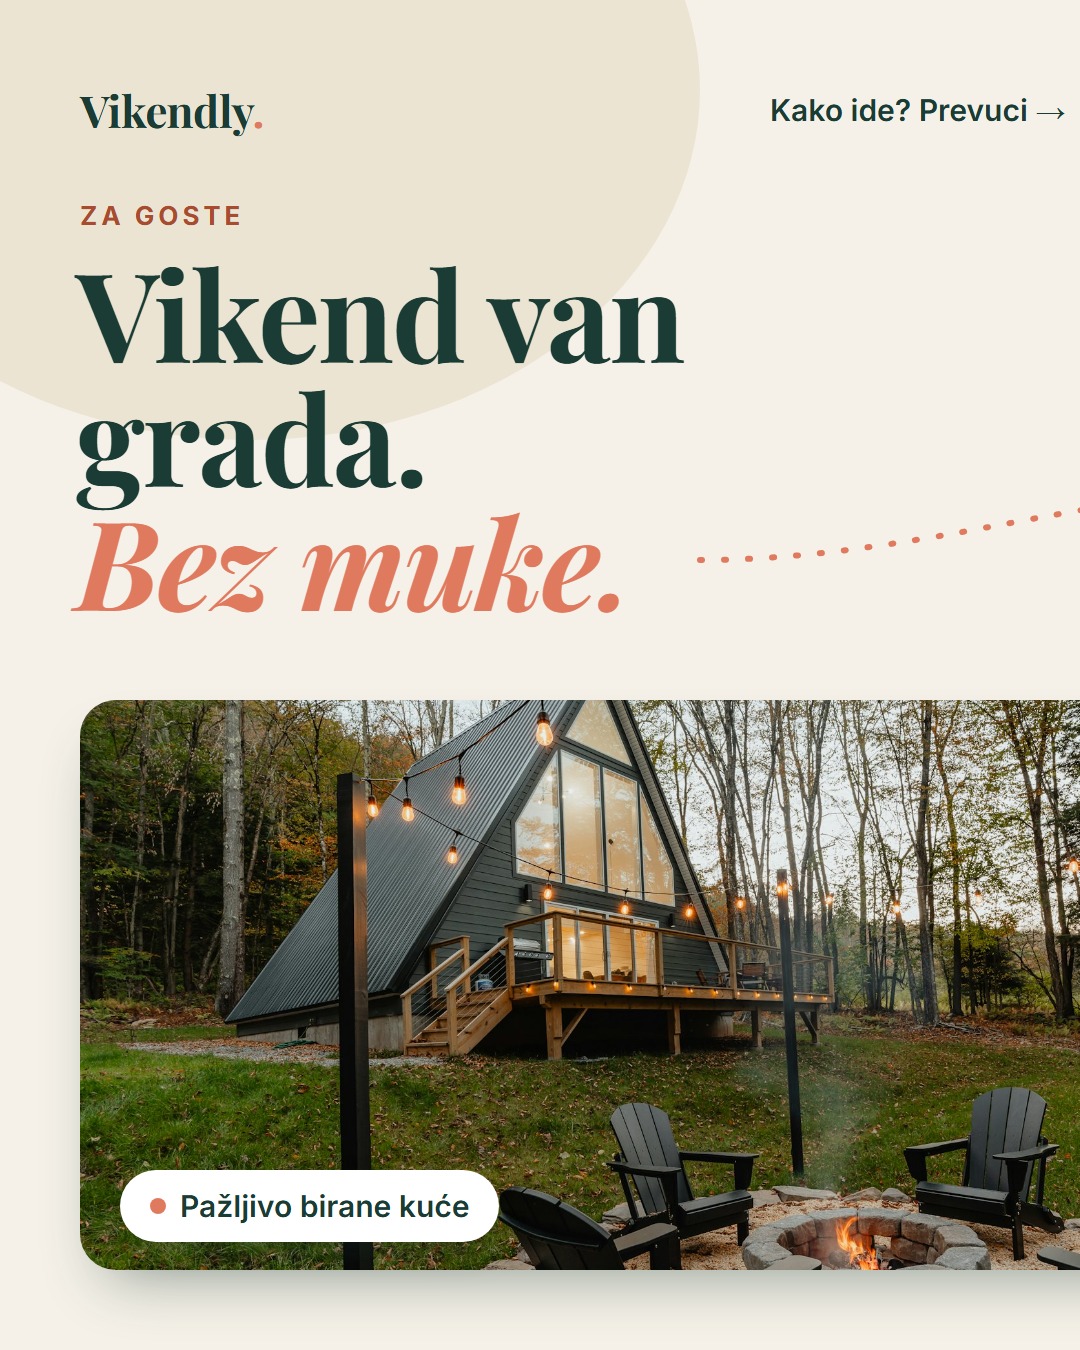 Vikendly.
Kako ide? Prevuci →
ZA GOSTE
Vikend van
grada.
Bez muke.
Pažljivo birane kuće